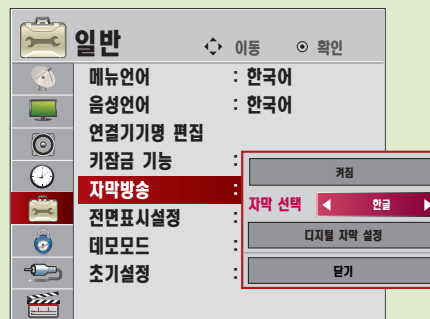 일반 이동 확인
메뉴언어 : 한국어
음성언어 : 한국어
연결기기명 편집
키잠금 기능 :
자막방송 :
전면표시설정 :
데모모드 :
초기설정 :
켜짐
자막 선택 ◀ 한글 ▶
디지털 자막 설정
닫기